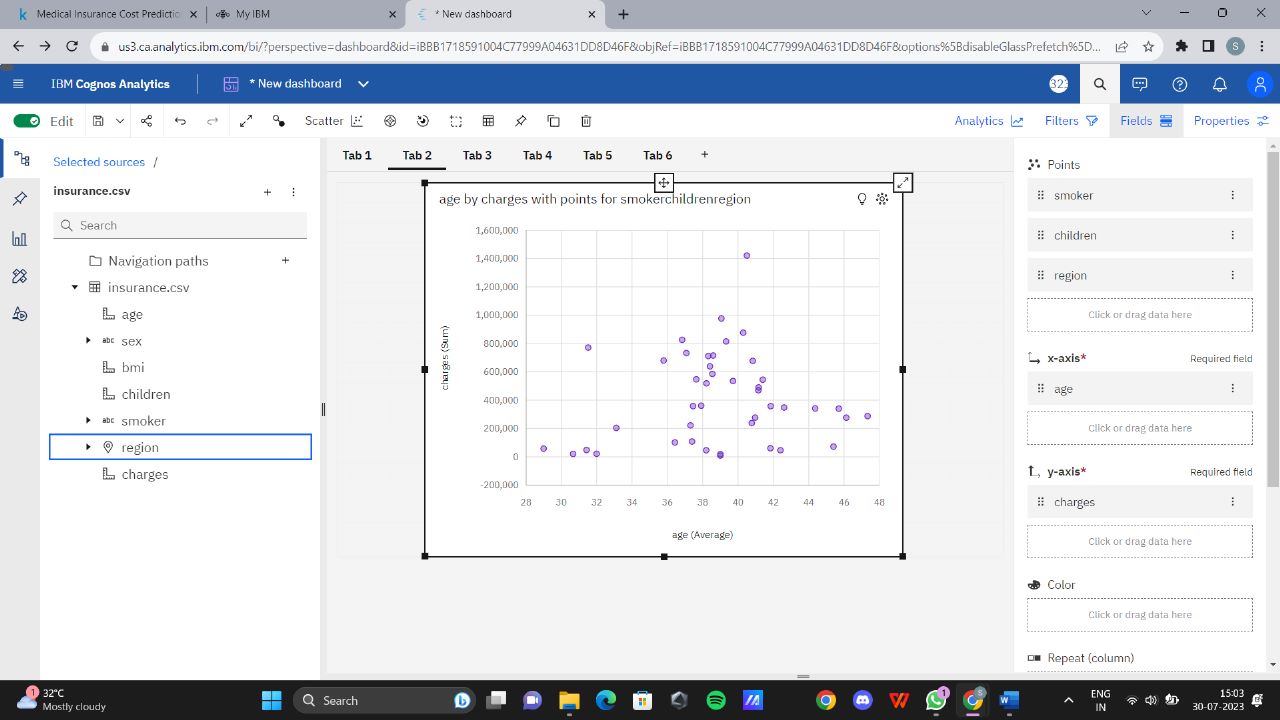 Medical Insurance Cost Predictio
My IBM
* New dashboard
us3.ca.analytics.ibm.com/bi/?perspective=dashboard&id=iBBB1718591004C77999A04631DD8D46F&objRef=iBBB1718591004C77999A04631DD8D46F&options%5BdisableGlassPrefetch%5D...
S
IBM Cognos Analytics
* New dashboard
32
Edit
Scatter
Analytics
Filters
Fields
Properties
Selected sources /
insurance.csv
Search
Navigation paths
insurance.csv
age
abc sex
bmi
children
abc smoker
region
charges
Tab 1 Tab 2 Tab 3 Tab 4 Tab 5 Tab 6 +
age by charges with points for smokerchildrenregion
charges (Sum)
1,600,000
1,400,000
1,200,000
1,000,000
800,000
600,000
400,000
200,000
0
-200,000
28 30 32 34 36 38 40 42 44 46 48
age (Average)
Points
smoker
children
region
Click or drag data here
x-axis* Required field
age
Click or drag data here
y-axis* Required field
charges
Click or drag data here
Color
Click or drag data here
Repeat (column)
1
32°C
Mostly cloudy
Search
1
S
ENG
IN
15:03
30-07-2023